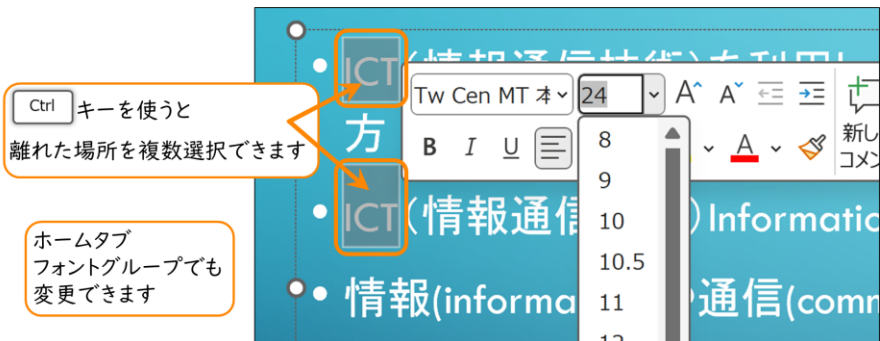 • ICT(情報通信技術)を利用し
方
• ICT(情報通信 )Informatic
• 情報(informa 通信(comm
Ctrl キーを使うと
離れた場所を複数選択できます
ホームタブ
フォントグループでも
変更できます
Tw Cen MT 本 24 A^ Aˇ
B I U A
新し
コメン
8
9
10
10.5
11
12